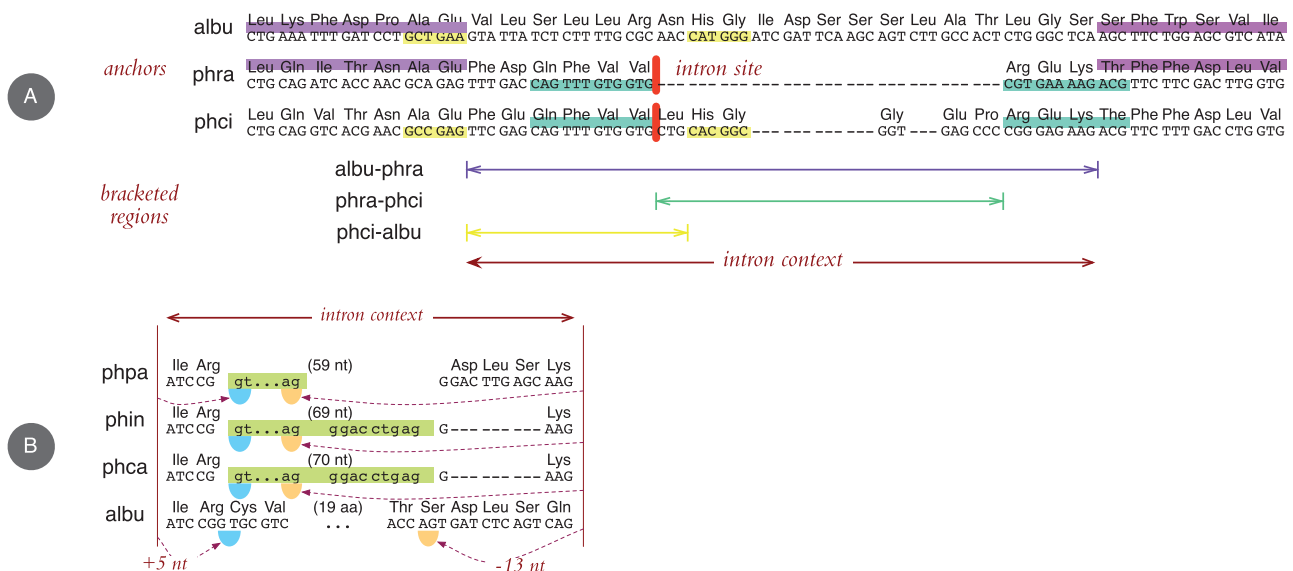 albu Leu Lys Phe Asp Pro Ala Glu Val Leu Ser Leu Leu Arg Asn His Gly Ile Asp Ser Ser Ser Leu Ala Thr Leu Gly Ser Ser Phe Trp Ser Val Ile
CTG AAA TTT GAT CCT GCT GAA GTA TTA TCT CTT TTG CGC AAC CAT GGG ATC GAT TCA AGC AGT CTT GCC ACT CTG GGC TCA AGC TTC TGG AGC GTC ATA
A
anchors
phra Leu Gln Ile Thr Asn Ala Glu Phe Asp Gln Phe Val Val intron site Arg Glu Lys Thr Phe Phe Asp Leu Val
CTG CAG ATC ACC AAC GCA GAG TTT GAC CAG TTT GTG GTG CGT GAA AAG ACG TTC TTC GAC TTG GTG
phci Leu Gln Val Thr Asn Ala Glu Phe Glu Gln Phe Val Val Leu His Gly Gly Glu Pro Arg Glu Lys Thr Phe Phe Asp Leu Val
CTG CAG GTC ACG AAC GCC GAG TTC GAG CAG TTT GTG GTG CTG CAC GGC GGT GAG CCC CGG GAG AAG ACG TTC TTT GAC CTG GTG
bracketed regions
albu-phra
phra-phci
phci-albu
intron context
B
intron context
phpa Ile Arg (59 nt) Asp Leu Ser Lys
ATC CG gt...ag G GAC TTG AGC AAG
phin Ile Arg (69 nt) Lys
ATC CG gt...ag ggacctgag G--------- AAG
phca Ile Arg (70 nt) Lys
ATC CG gt...ag ggacctgag G--------- AAG
albu Ile Arg Cys Val (19 aa) Thr Ser Asp Leu Ser Gln
ATC CGG TGC GTC ... ACC AGT GAT CTC AGT CAG
+5 nt -13 nt